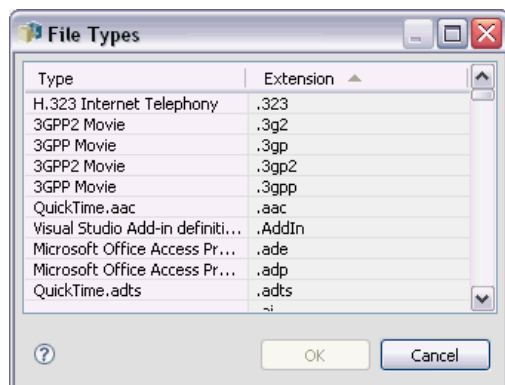 File Types
Type Extension
H.323 Internet Telephony .323
3GPP2 Movie .3g2
3GPP Movie .3gp
3GPP2 Movie .3gp2
3GPP Movie .3gpp
QuickTime.aac .aac
Visual Studio Add-in definiti... .AddIn
Microsoft Office Access Pr... .ade
Microsoft Office Access Pr... .adp
QuickTime.adts .adts
OK Cancel